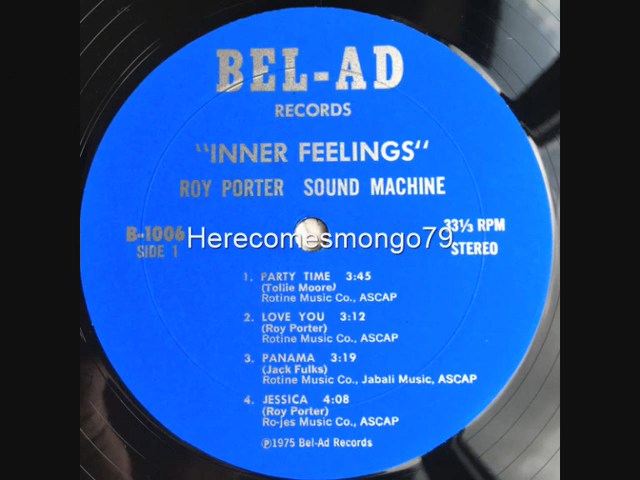 BEL-AD
RECORDS
"INNER FEELINGS"
ROY PORTER SOUND MACHINE
B-1006
SIDE 1
Herecomesmongo79
33⅓ RPM
STEREO
1. PARTY TIME 3:45
(Tollie Moore)
Rotine Music Co., ASCAP
2. LOVE YOU 3:12
(Roy Porter)
Rotine Music Co., ASCAP
3. PANAMA 3:19
(Jack Fulks)
Rotine Music Co., Jabali Music, ASCAP
4. JESSICA 4:08
(Roy Porter)
Ro-jes Music Co., ASCAP
℗1975 Bel-Ad Records